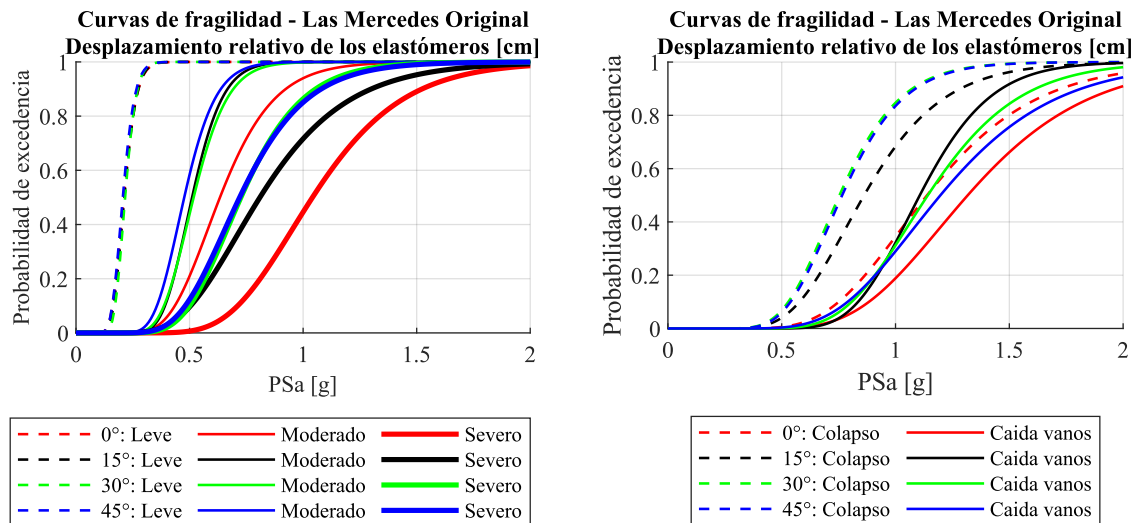 Curvas de fragilidad - Las Mercedes Original
Desplazamiento relativo de los elastómeros [cm]
1
0.8
0.6
0.4
0.2
0
Probabilidad de excedencia
0 0.5 1 1.5 2
PSa [g]
0°: Leve Moderado Severo
15°: Leve Moderado Severo
30°: Leve Moderado Severo
45°: Leve Moderado Severo
Curvas de fragilidad - Las Mercedes Original
Desplazamiento relativo de los elastómeros [cm]
1
0.8
0.6
0.4
0.2
0
Probabilidad de excedencia
0 0.5 1 1.5 2
PSa [g]
0°: Colapso Caida vanos
15°: Colapso Caida vanos
30°: Colapso Caida vanos
45°: Colapso Caida vanos